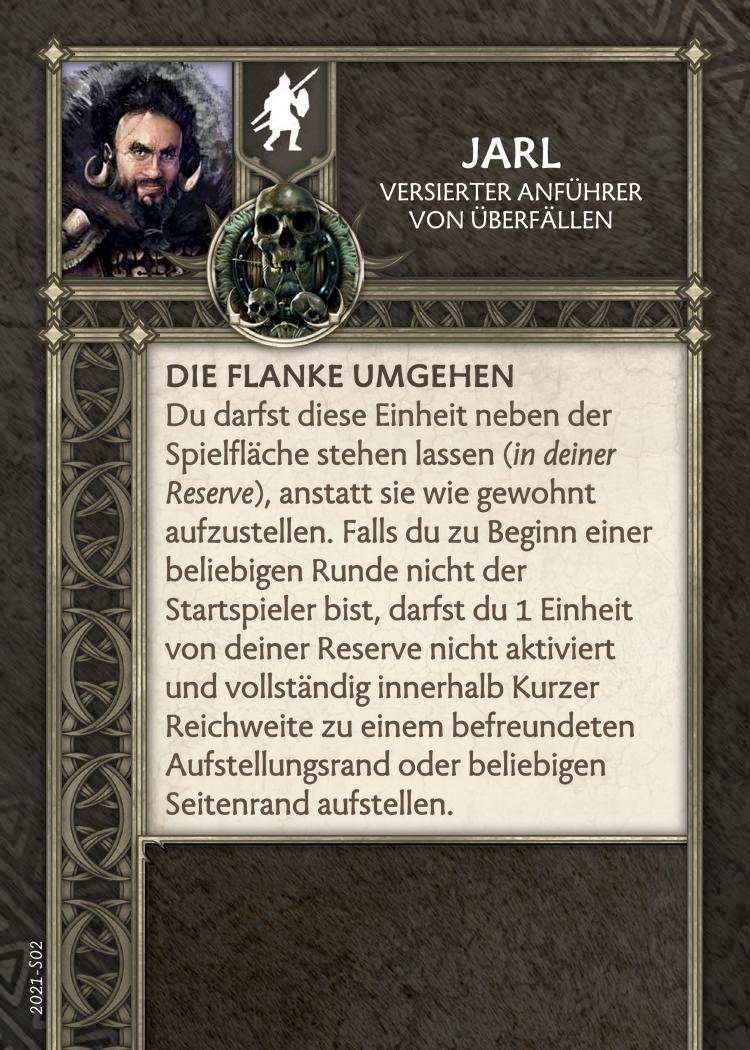 JARL
VERSIERTER ANFÜHRER
VON ÜBERFÄLLEN
DIE FLANKE UMGEHEN
Du darfst diese Einheit neben der
Spielfläche stehen lassen (in deiner
Reserve), anstatt sie wie gewohnt
aufzustellen. Falls du zu Beginn einer
beliebigen Runde nicht der
Startspieler bist, darfst du 1 Einheit
von deiner Reserve nicht aktiviert
und vollständig innerhalb Kurzer
Reichweite zu einem befreundeten
Aufstellungsrand oder beliebigen
Seitenrand aufstellen.
2021-S02